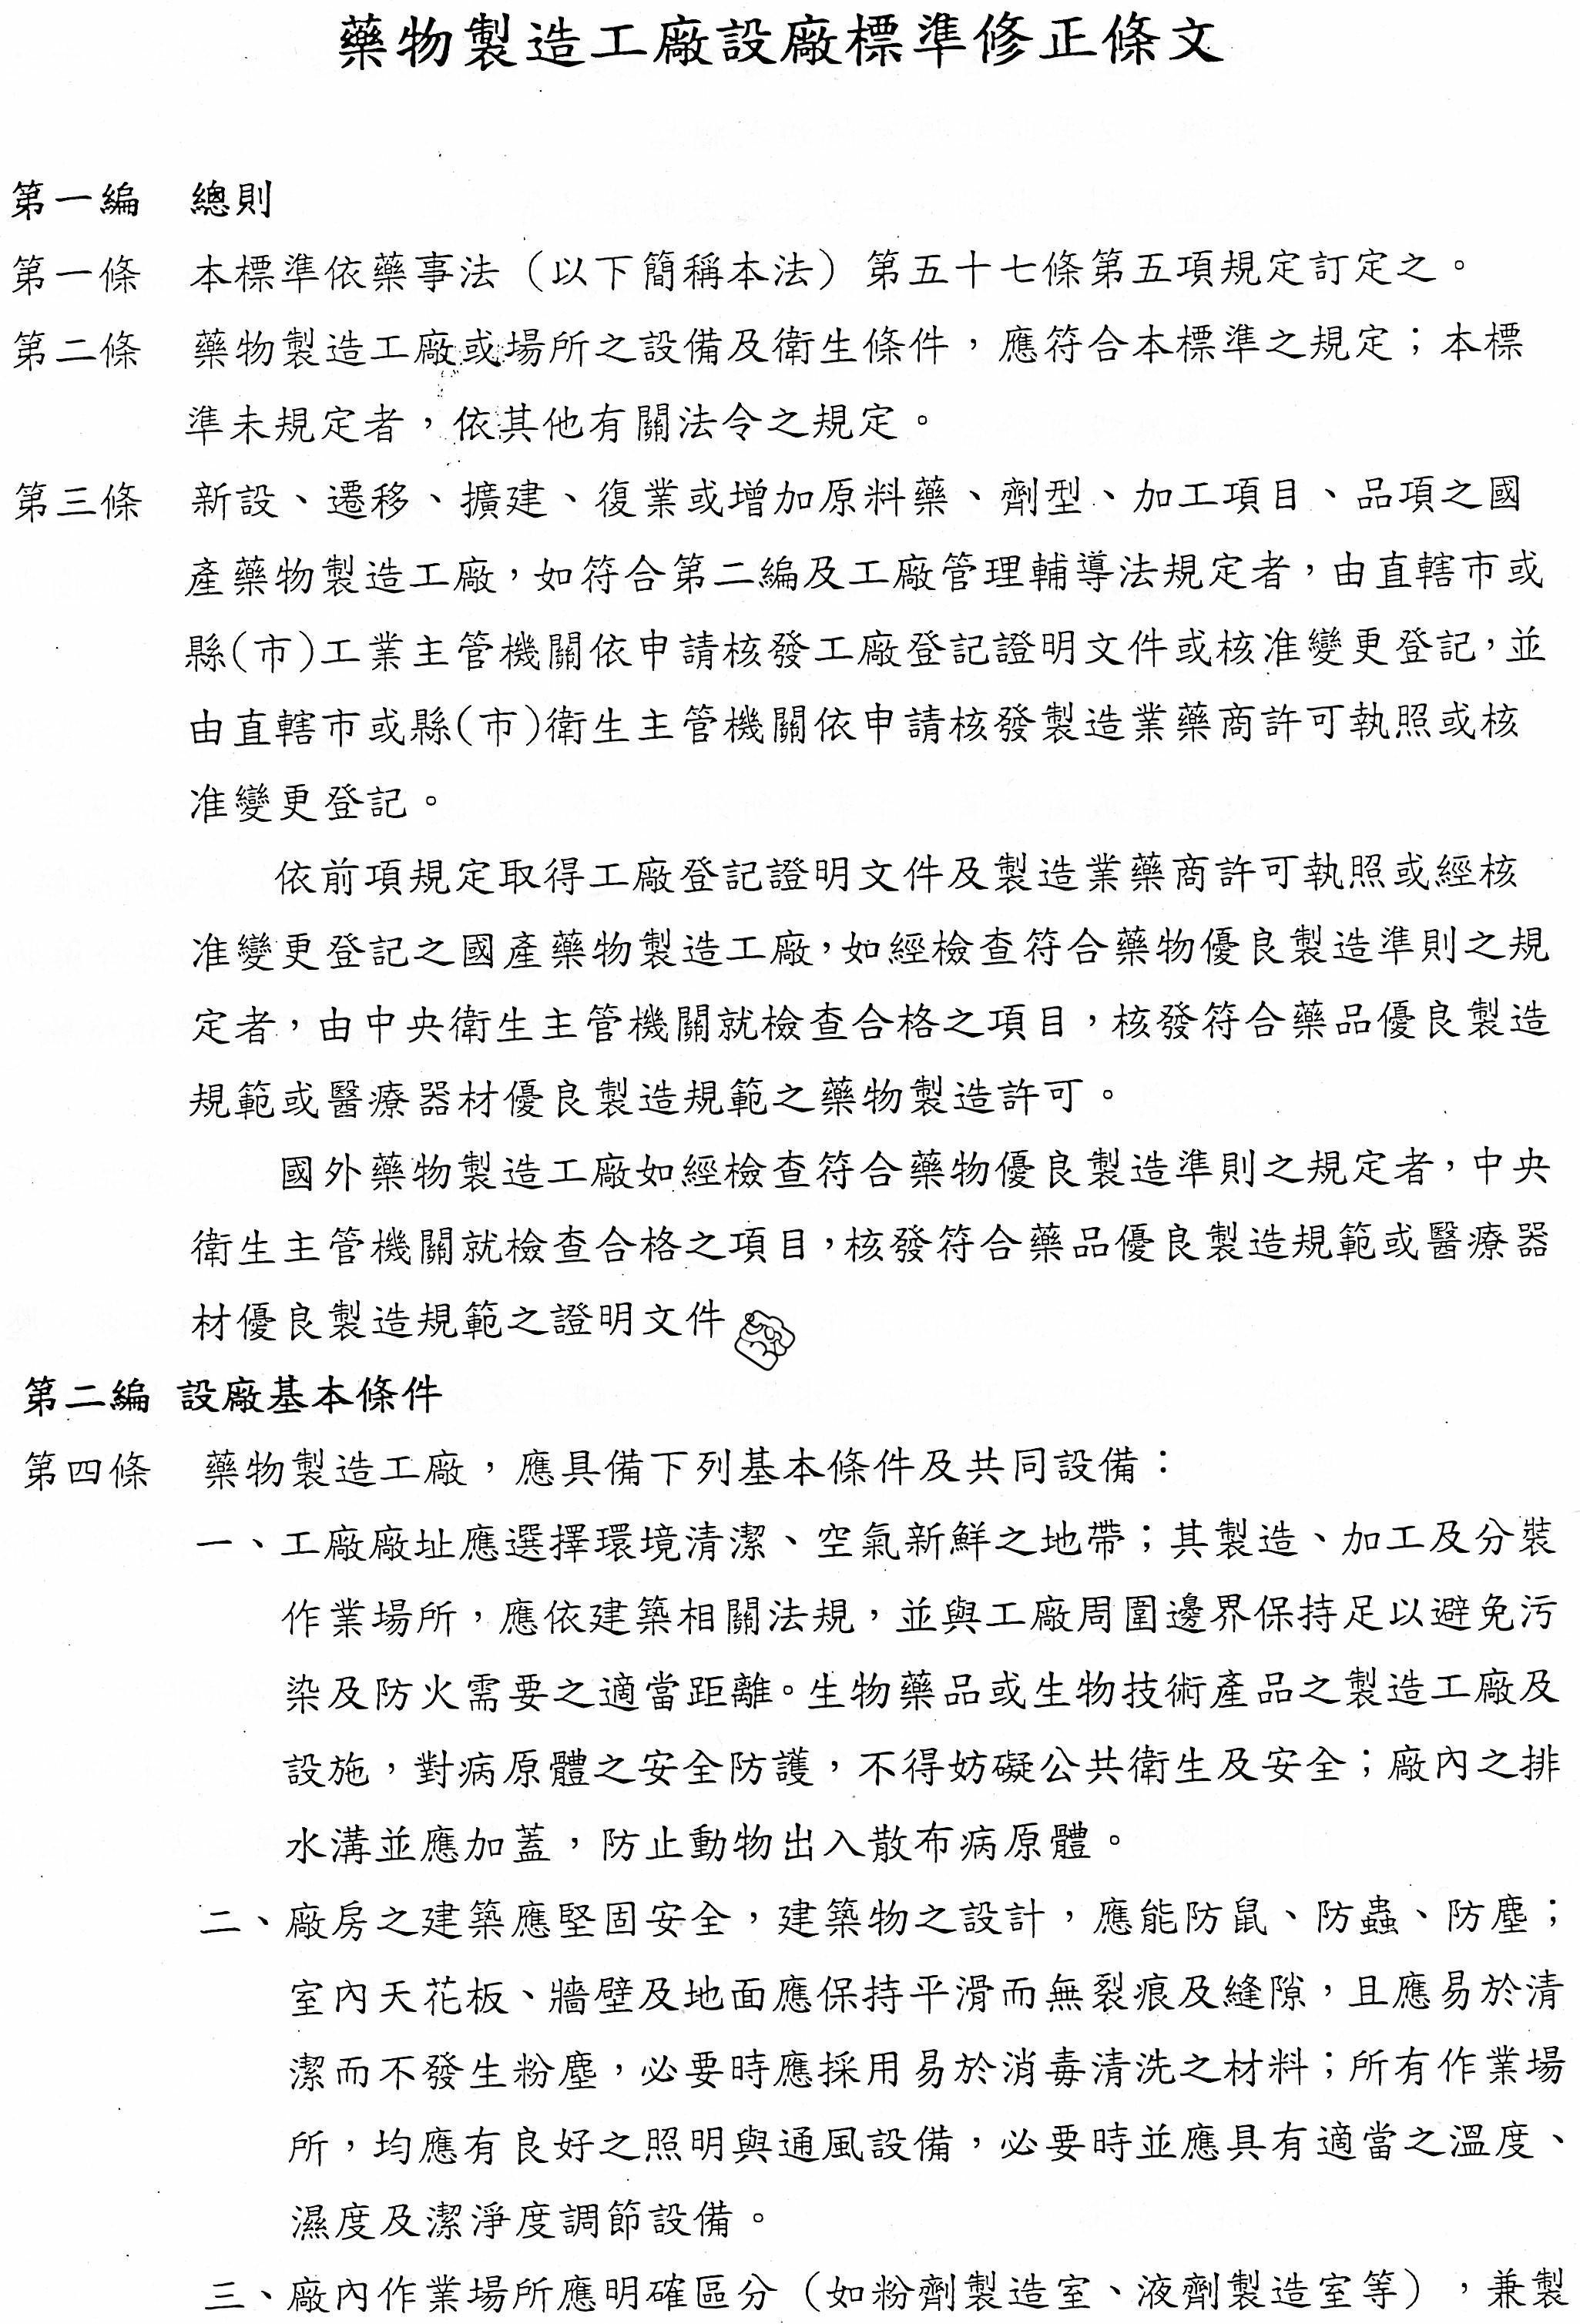 藥物製造工廠設廠標準修正條文
第一編　總則
第一條　本標準依藥事法（以下簡稱本法）第五十七條第五項規定訂定之。
第二條　藥物製造工廠或場所之設備及衛生條件，應符合本標準之規定；本標
準未規定者，依其他有關法令之規定。
第三條　新設、遷移、擴建、復業或增加原料藥、劑型、加工項目、品項之國
產藥物製造工廠，如符合第二編及工廠管理輔導法規定者，由直轄市或
縣(市)工業主管機關依申請核發工廠登記證明文件或核准變更登記，並
由直轄市或縣(市)衛生主管機關依申請核發製造業藥商許可執照或核
准變更登記。
依前項規定取得工廠登記證明文件及製造業藥商許可執照或經核
准變更登記之國產藥物製造工廠，如經檢查符合藥物優良製造準則之規
定者，由中央衛生主管機關就檢查合格之項目，核發符合藥品優良製造
規範或醫療器材優良製造規範之藥物製造許可。
國外藥物製造工廠如經檢查符合藥物優良製造準則之規定者，中央
衛生主管機關就檢查合格之項目，核發符合藥品優良製造規範或醫療器
材優良製造規範之證明文件
第二編 設廠基本條件
第四條　藥物製造工廠，應具備下列基本條件及共同設備：
一、工廠廠址應選擇環境清潔、空氣新鮮之地帶；其製造、加工及分裝
作業場所，應依建築相關法規，並與工廠周圍邊界保持足以避免污
染及防火需要之適當距離。生物藥品或生物技術產品之製造工廠及
設施，對病原體之安全防護，不得妨礙公共衛生及安全；廠內之排
水溝並應加蓋，防止動物出入散布病原體。
二、廠房之建築應堅固安全，建築物之設計，應能防鼠、防蟲、防塵；
室內天花板、牆壁及地面應保持平滑而無裂痕及縫隙，且應易於清
潔而不發生粉塵，必要時應採用易於消毒清洗之材料；所有作業場
所，均應有良好之照明與通風設備，必要時並應具有適當之溫度、
濕度及潔淨度調節設備。
三、廠內作業場所應明確區分（如粉劑製造室、液劑製造室等），兼製